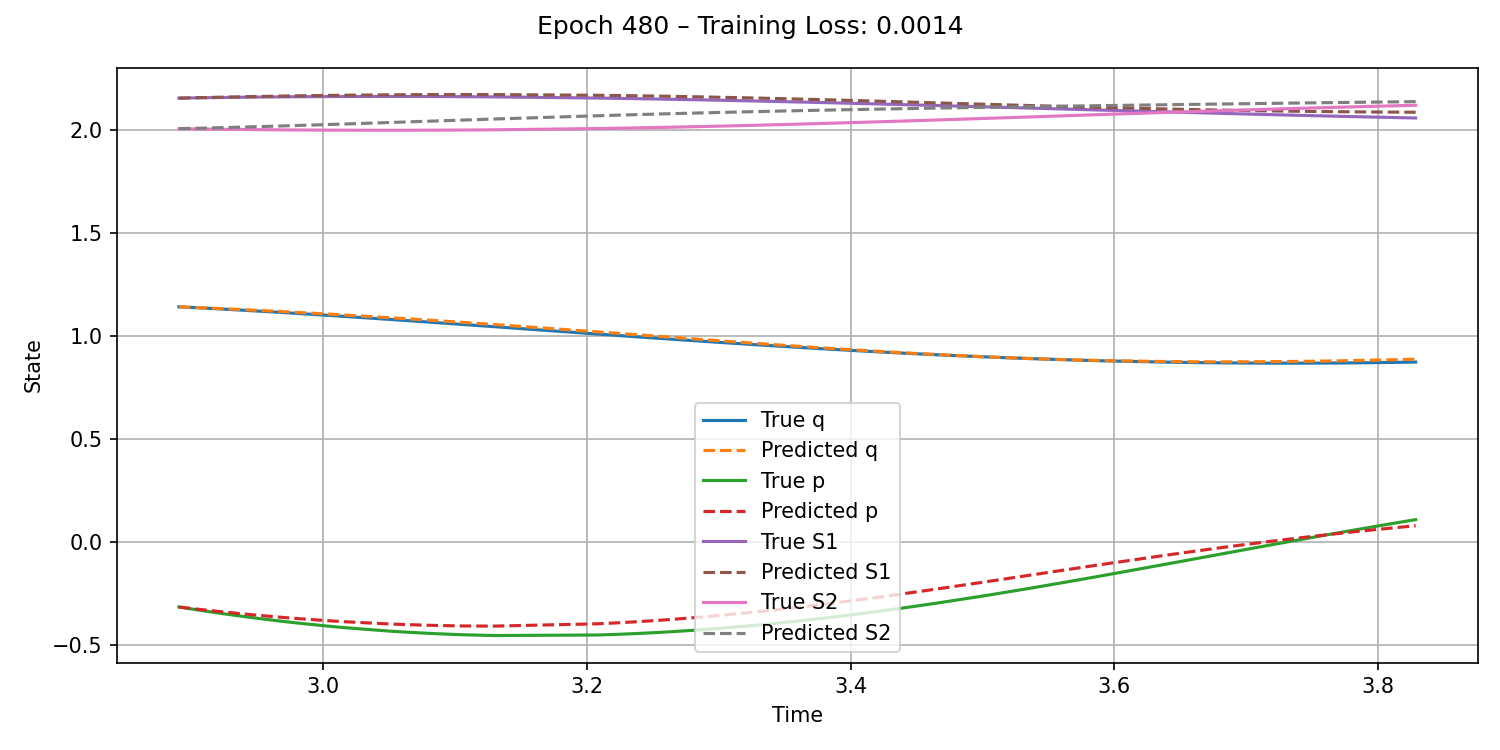 Epoch 480 – Training Loss: 0.0014
State
2.0
1.5
1.0
0.5
0.0
−0.5
True q
Predicted q
True p
Predicted p
True S1
Predicted S1
True S2
Predicted S2
3.0 3.2 3.4 3.6 3.8
Time